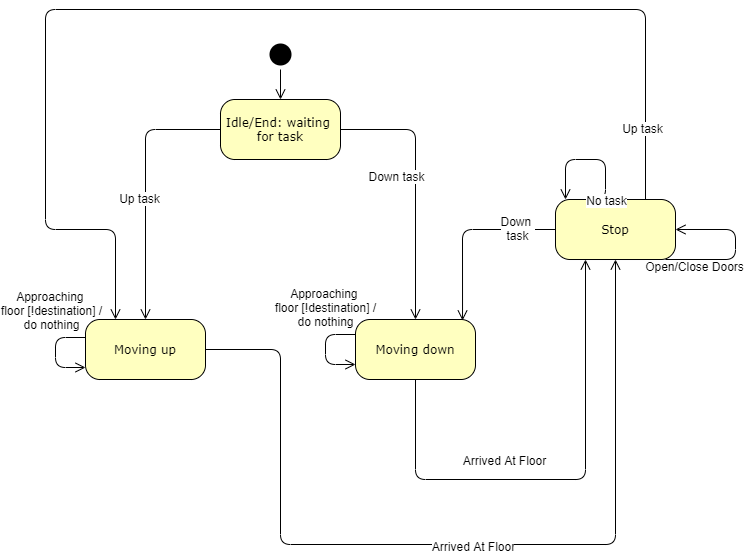 Idle/End: waiting
for task
Up task
Down task
Up task
No task
Down
task
Stop
Open/Close Doors
Approaching
floor [!destination] /
do nothing
Moving up
Approaching
floor [!destination] /
do nothing
Moving down
Arrived At Floor
Arrived At Floor